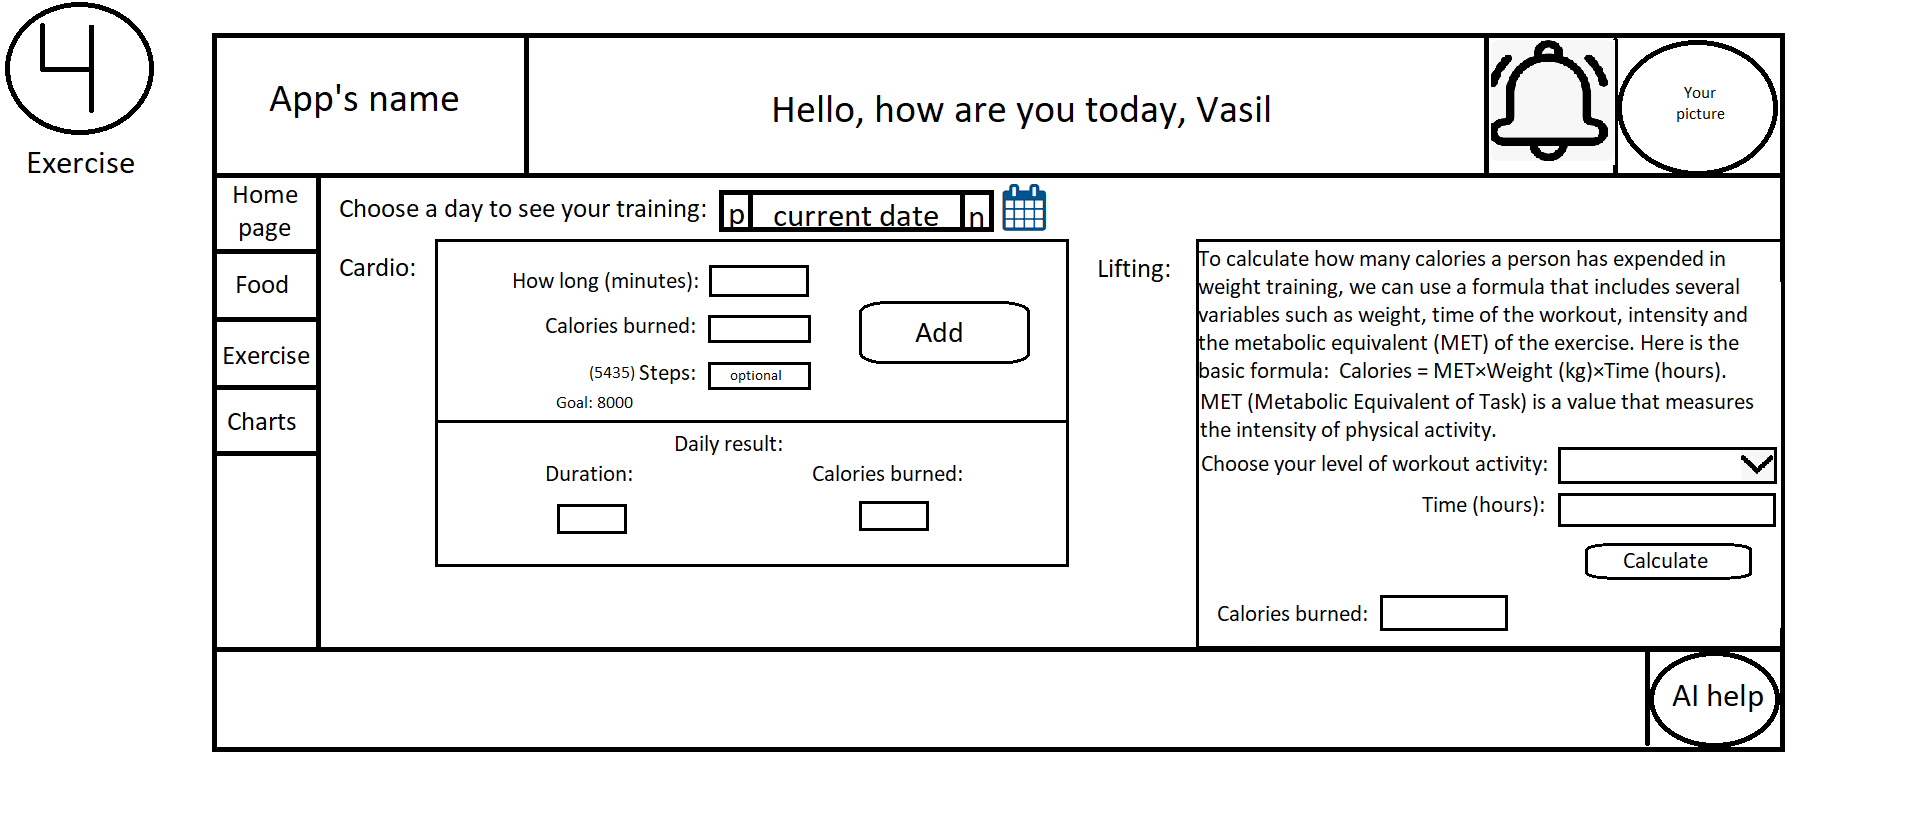 4
Exercise
App's name
Hello, how are you today, Vasil
Your
picture
Home
page
Food
Exercise
Charts
Choose a day to see your training:
p
current date
n
Cardio:
How long (minutes):
Calories burned:
Add
(5435) Steps:
optional
Goal: 8000
Daily result:
Duration:
Calories burned:
Lifting:
To calculate how many calories a person has expended in
weight training, we can use a formula that includes several
variables such as weight, time of the workout, intensity and
the metabolic equivalent (MET) of the exercise. Here is the
basic formula:  Calories = MET×Weight (kg)×Time (hours).
MET (Metabolic Equivalent of Task) is a value that measures
the intensity of physical activity.
Choose your level of workout activity:
Time (hours):
Calculate
Calories burned:
AI help